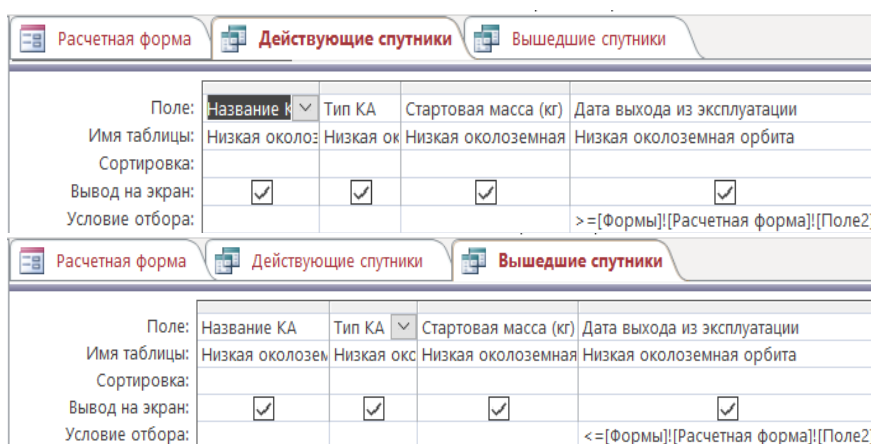 Расчетная форма Действующие спутники Вышедшие спутники
Поле: Название К Тип КА Стартовая масса (кг) Дата выхода из эксплуатации
Имя таблицы: Низкая околоз Низкая ок Низкая околоземная Низкая околоземная орбита
Сортировка:
Вывод на экран:
Условие отбора: >=[Формы]![Расчетная форма]![Поле2]
Расчетная форма Действующие спутники Вышедшие спутники
Поле: Название КА Тип КА Стартовая масса (кг) Дата выхода из эксплуатации
Имя таблицы: Низкая околозем Низкая око Низкая околоземная Низкая околоземная орбита
Сортировка:
Вывод на экран:
Условие отбора: <=[Формы]![Расчетная форма]![Поле2]